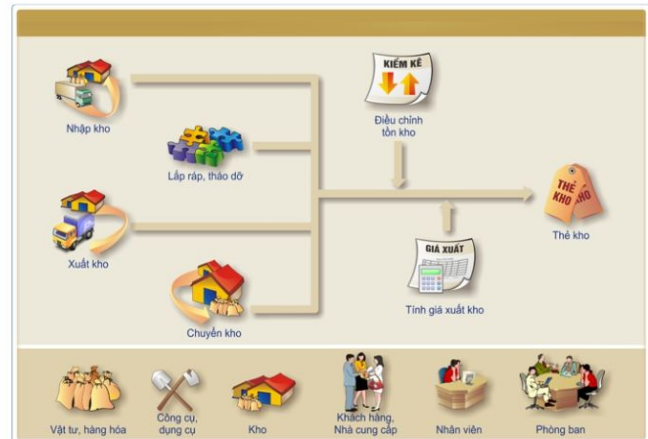 KIỂM KÊ
Nhập kho
Điều chỉnh
tồn kho
Lắp ráp, tháo dỡ
THẺ
KHO
KHO
Thẻ kho
Xuất kho
GIÁ XUẤT
Tính giá xuất kho
Chuyển kho
Vật tư, hàng hóa
Công cụ,
dụng cụ
Kho
Khách hàng,
Nhà cung cấp
Nhân viên
Phòng ban